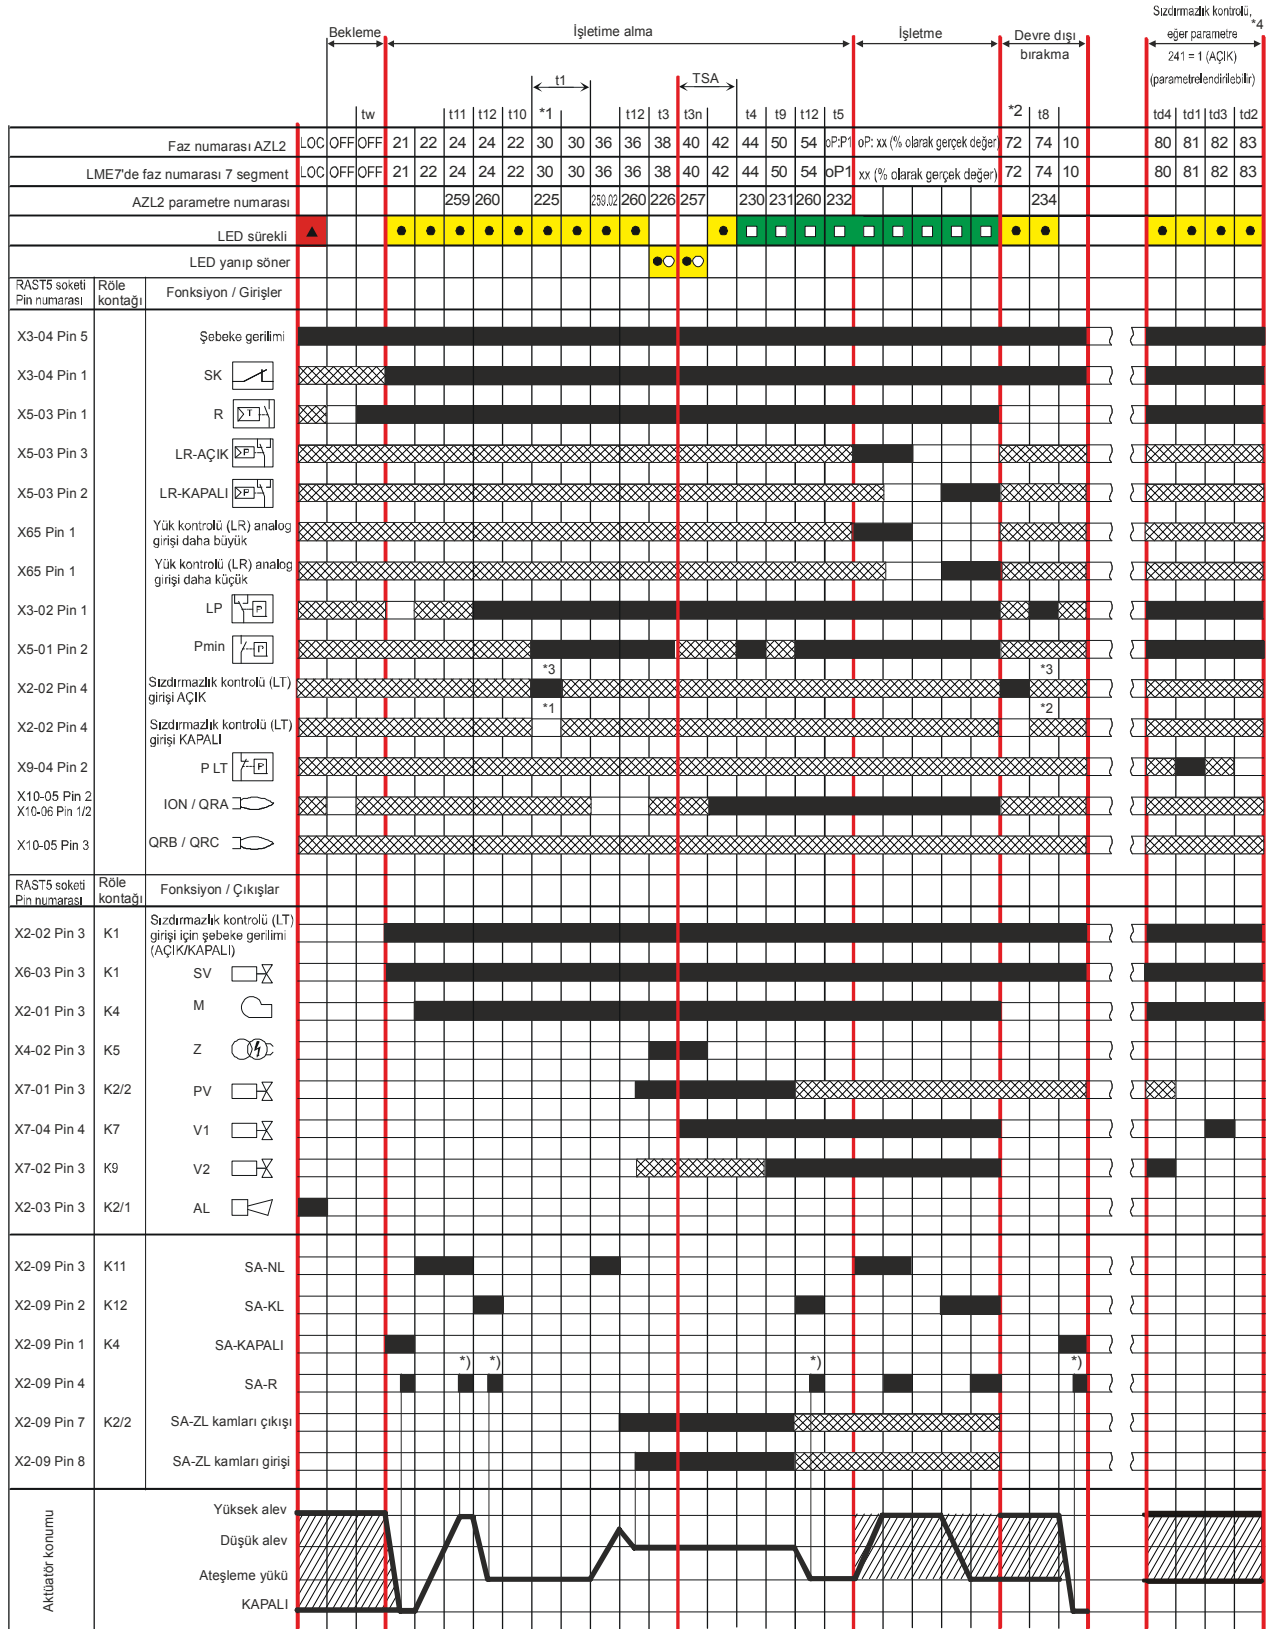 Bekleme
İşletime alma
İşletme
Devre dışı
bırakma
Sızdırmazlık kontrolü, *4
eğer parametre
241 = 1 (AÇIK)
(parametrelendirilebilir)
t1
TSA
tw t11 t12 t10 *1 t12 t3 t3n t4 t9 t12 t5 *2 t8 td4 td1 td3 td2
Faz numarası AZL2 LOC OFF OFF 21 22 24 24 22 30 30 36 36 38 40 42 44 50 54 oP:P1 oP: xx (% olarak gerçek değer) 72 74 10 80 81 82 83
LME7'de faz numarası 7 segment LOC OFF OFF 21 22 24 24 22 30 30 36 36 38 40 42 44 50 54 oP1 xx (% olarak gerçek değer) 72 74 10 80 81 82 83
AZL2 parametre numarası 259 260 225 259.02 260 226 257 230 231 260 232 234
LED sürekli
LED yanıp söner
RAST5 soketi Röle Fonksiyon / Girişler
Pin numarası kontağı
X3-04 Pin 5 Şebeke gerilimi
X3-04 Pin 1 SK
X5-03 Pin 1 R
X5-03 Pin 3 LR-AÇIK P
X5-03 Pin 2 LR-KAPALI P
X65 Pin 1 Yük kontrolü (LR) analog
girişi daha büyük
X65 Pin 1 Yük kontrolü (LR) analog
girişi daha küçük
X3-02 Pin 1 LP P
X5-01 Pin 2 Pmin P
*3 *3
X2-02 Pin 4 Sızdırmazlık kontrolü (LT)
girişi AÇIK
*1 *2
X2-02 Pin 4 Sızdırmazlık kontrolü (LT)
girişi KAPALI
X9-04 Pin 2 P LT P
X10-05 Pin 2 ION / QRA
X10-06 Pin 1/2
X10-05 Pin 3 QRB / QRC
RAST5 soketi Röle Fonksiyon / Çıkışlar
Pin numarası kontağı
X2-02 Pin 3 K1 Sızdırmazlık kontrolü (LT)
girişi için şebeke gerilimi
(AÇIK/KAPALI)
X6-03 Pin 3 K1 SV
X2-01 Pin 3 K4 M
X4-02 Pin 3 K5 Z
X7-01 Pin 3 K2/2 PV
X7-04 Pin 4 K7 V1
X7-02 Pin 3 K9 V2
X2-03 Pin 3 K2/1 AL
X2-09 Pin 3 K11 SA-NL
X2-09 Pin 2 K12 SA-KL
X2-09 Pin 1 K4 SA-KAPALI
*) *) *) *)
X2-09 Pin 4 SA-R
X2-09 Pin 7 K2/2 SA-ZL kamları çıkışı
X2-09 Pin 8 SA-ZL kamları girişi
Aktüatör konumu
Yüksek alev
Düşük alev
Ateşleme yükü
KAPALI